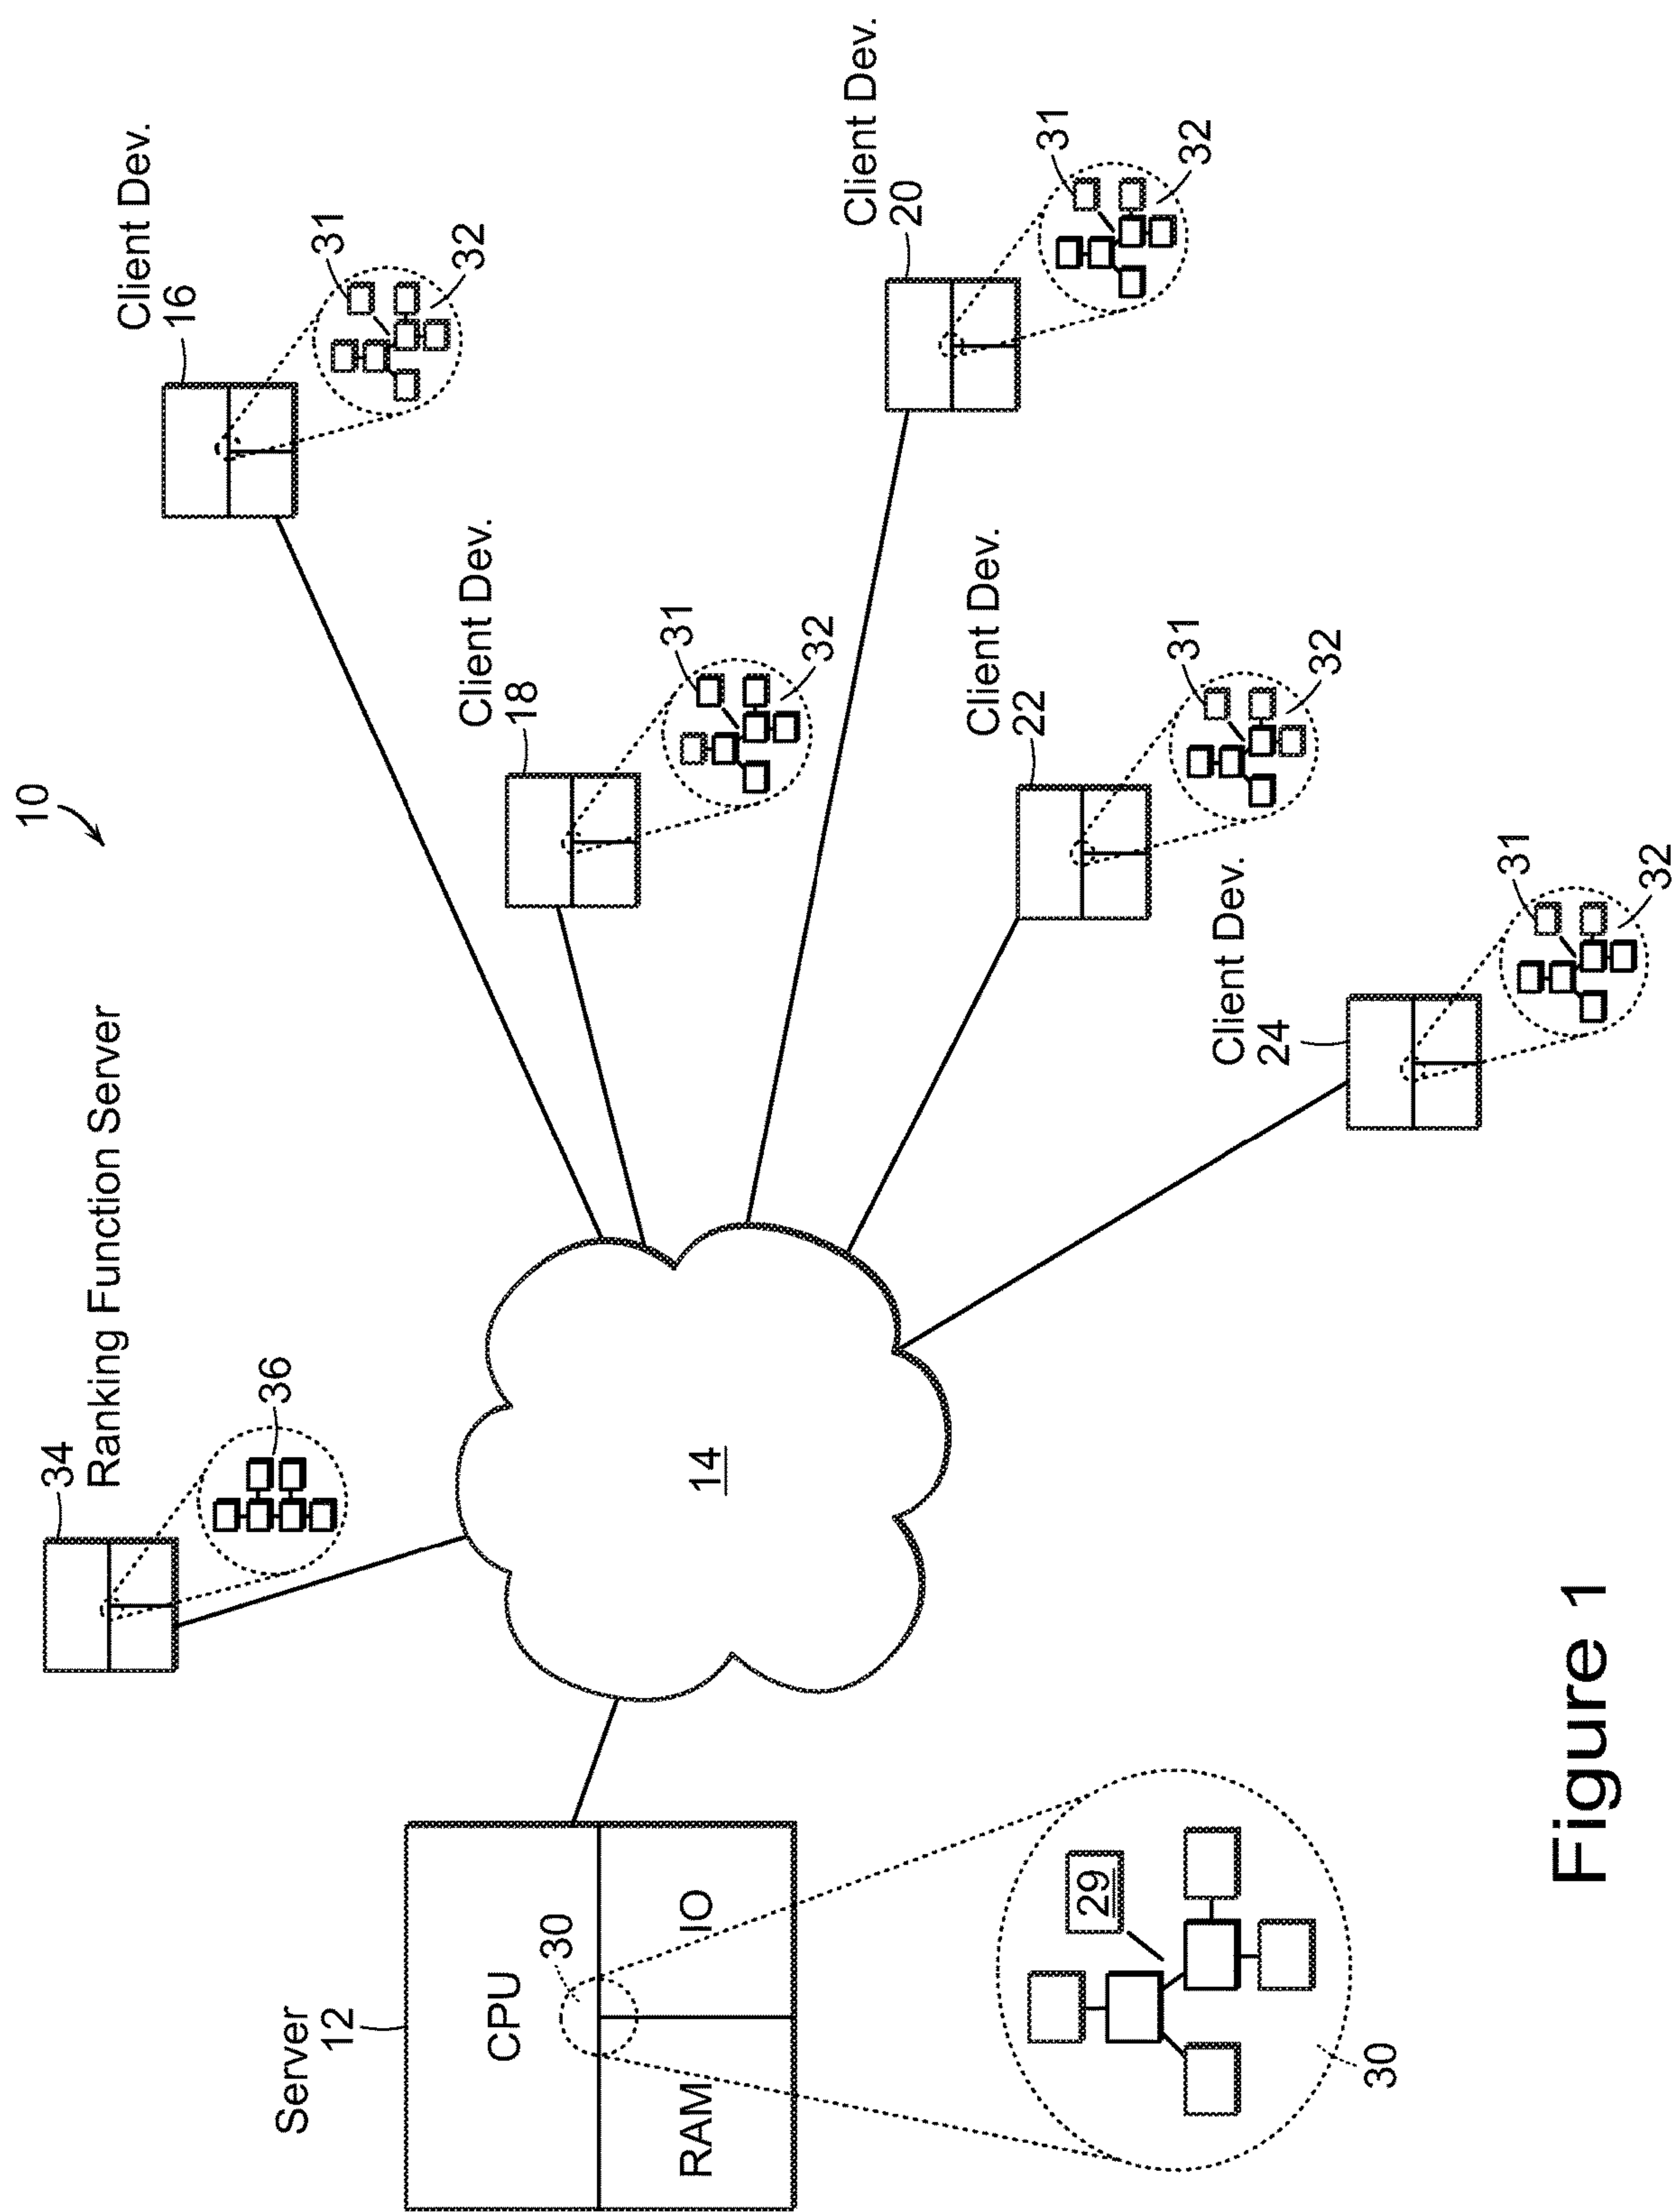 10
34
Ranking Function Server
36
Client Dev.
16
31
32
Client Dev.
18
31
32
Server
12
CPU
30
RAM
IO
14
Client Dev.
20
31
32
Client Dev.
22
31
32
29
30
Client Dev.
24
31
32
Figure 1